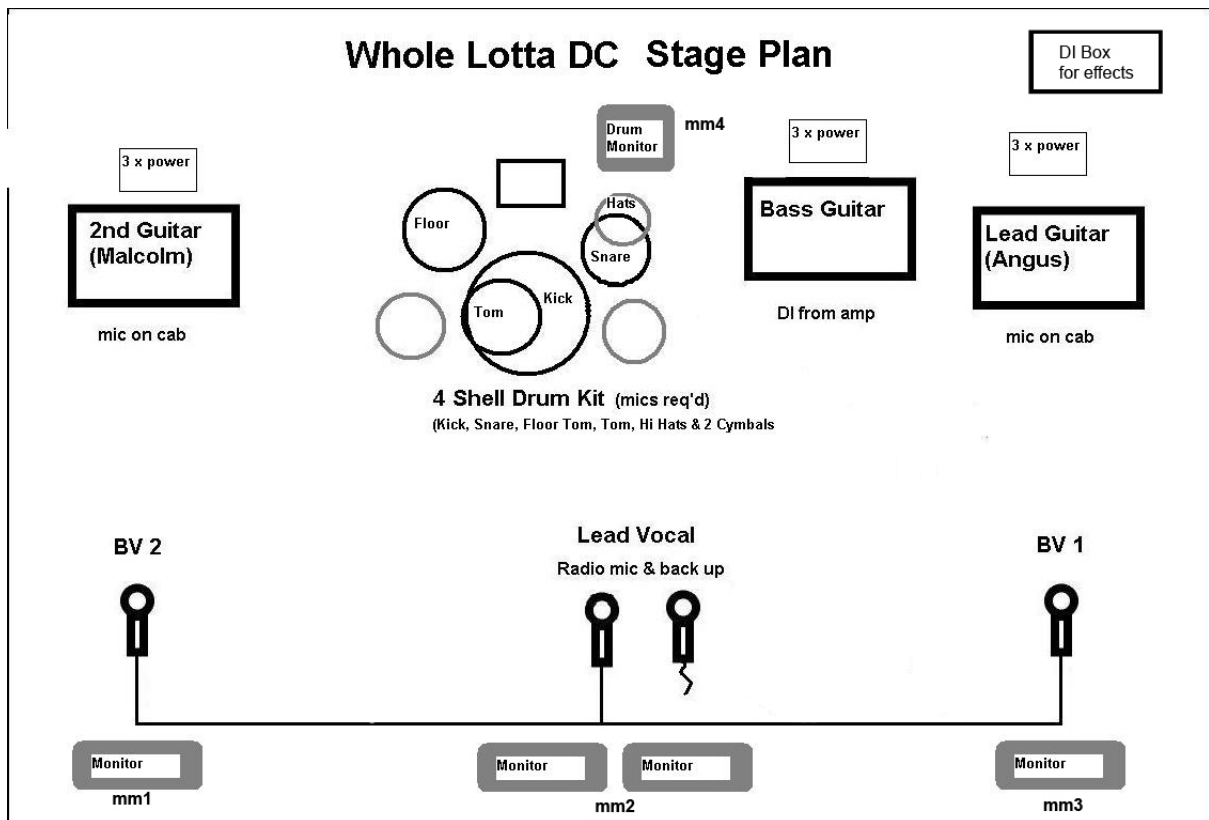 Whole Lotta DC Stage Plan
DI Box
for effects
Drum
Monitor
mm4
3 x power
3 x power
3 x power
2nd Guitar
(Malcolm)
mic on cab
Floor
Hats
Snare
Kick
Tom
Bass Guitar
DI from amp
Lead Guitar
(Angus)
mic on cab
4 Shell Drum Kit (mics req'd)
(Kick, Snare, Floor Tom, Tom, Hi Hats & 2 Cymbals
BV 2
Lead Vocal
Radio mic & back up
BV 1
Monitor
mm1
Monitor
Monitor
mm2
Monitor
mm3